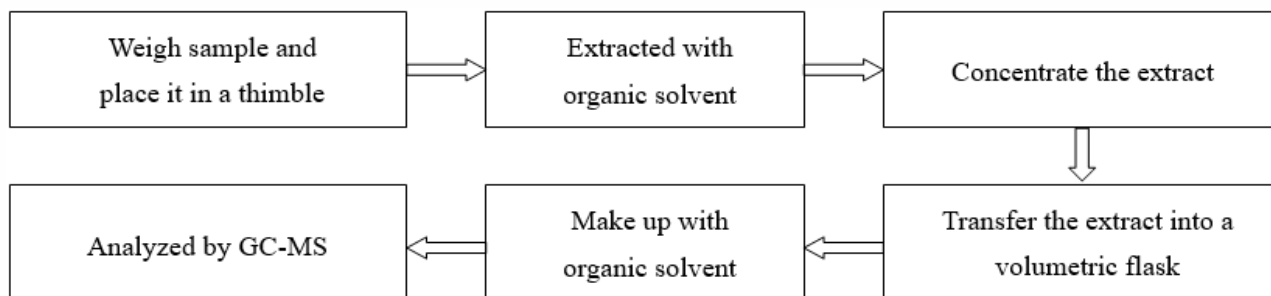 Weigh sample and
place it in a thimble
Extracted with
organic solvent
Concentrate the extract
Transfer the extract into a
volumetric flask
Make up with
organic solvent
Analyzed by GC-MS